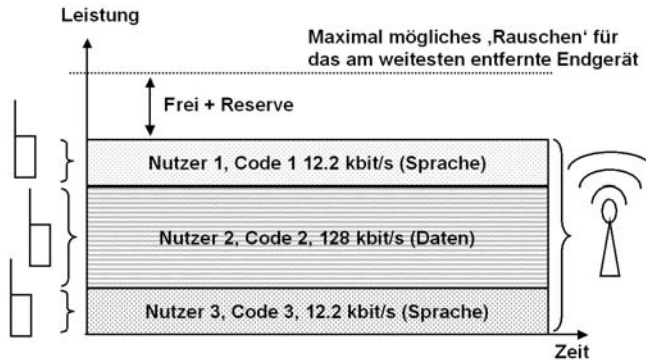 Leistung
Maximal mögliches ‚Rauschen‘ für
das am weitesten entfernte Endgerät
Frei + Reserve
Nutzer 1, Code 1 12.2 kbit/s (Sprache)
Nutzer 2, Code 2, 128 kbit/s (Daten)
Nutzer 3, Code 3, 12.2 kbit/s (Sprache)
Zeit